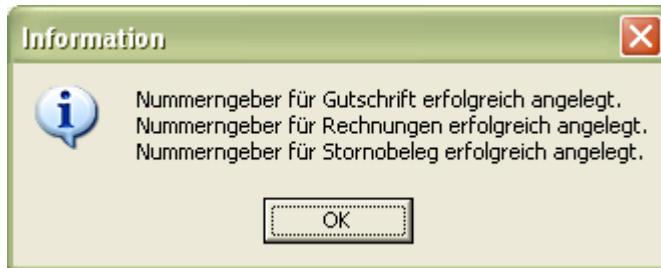 Information
Nummerngeber für Gutschrift erfolgreich angelegt.
Nummerngeber für Rechnungen erfolgreich angelegt.
Nummerngeber für Stornobeleg erfolgreich angelegt.
OK